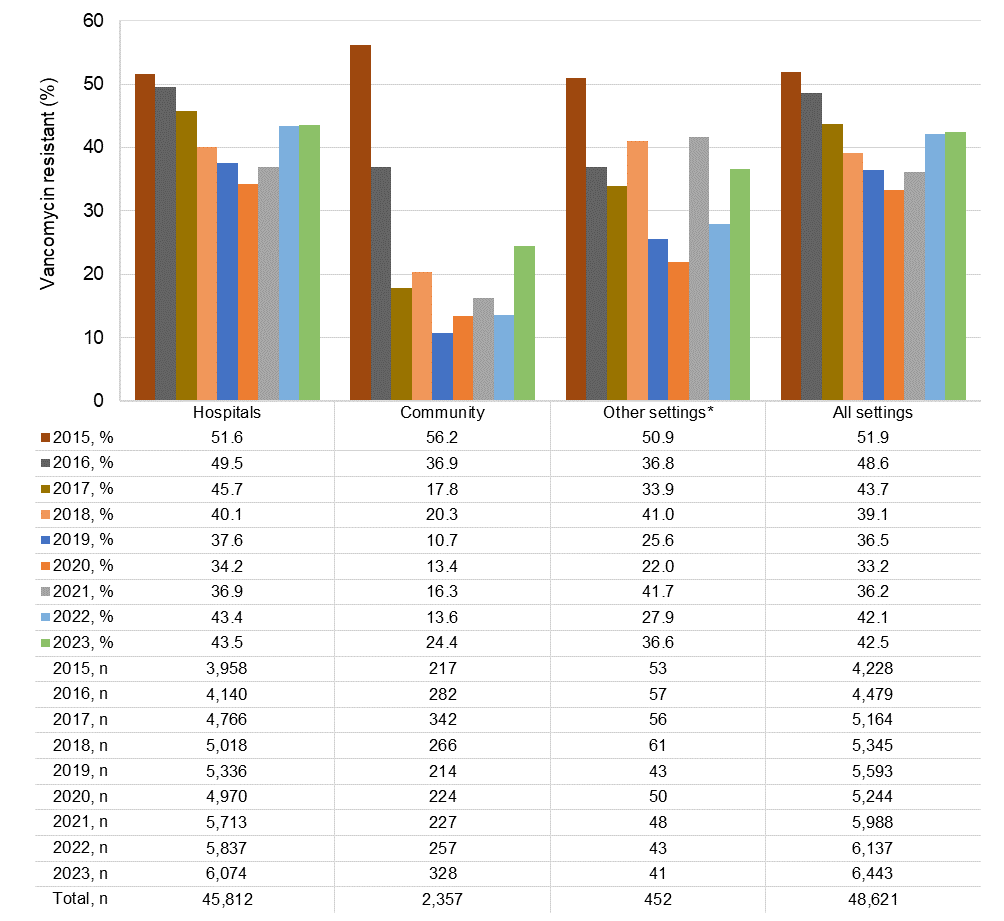 60
50
40
30
20
10
0
Vancomycin resistant (%)
Hospitals Community Other settings* All settings
2015, % 51.6 56.2 50.9 51.9
2016, % 49.5 36.9 36.8 48.6
2017, % 45.7 17.8 33.9 43.7
2018, % 40.1 20.3 41.0 39.1
2019, % 37.6 10.7 25.6 36.5
2020, % 34.2 13.4 22.0 33.2
2021, % 36.9 16.3 41.7 36.2
2022, % 43.4 13.6 27.9 42.1
2023, % 43.5 24.4 36.6 42.5
2015, n 3,958 217 53 4,228
2016, n 4,140 282 57 4,479
2017, n 4,766 342 56 5,164
2018, n 5,018 266 61 5,345
2019, n 5,336 214 43 5,593
2020, n 4,970 224 50 5,244
2021, n 5,713 227 48 5,988
2022, n 5,837 257 43 6,137
2023, n 6,074 328 41 6,443
Total, n 45,812 2,357 452 48,621